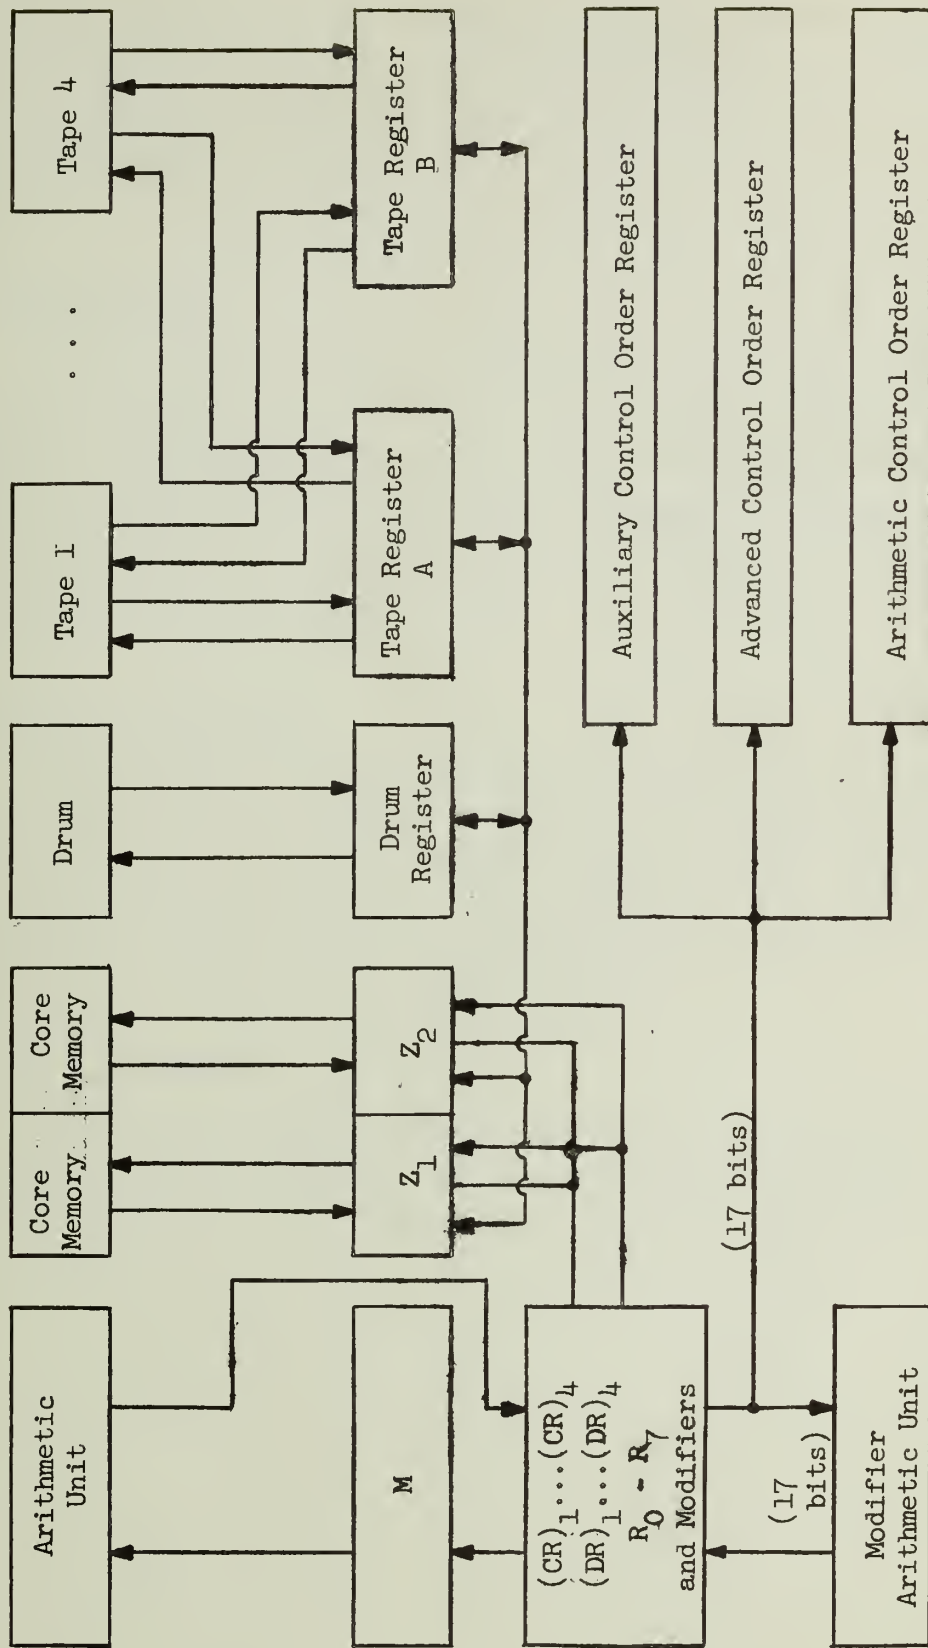 Arithmetic
Unit
Core
Memory
Core
Memory
Drum
Tape 1
. . .
Tape 4
M
Z1
Z2
Drum
Register
Tape Register
A
Tape Register
B
(CR)1...(CR)4
(DR)1...(DR)4
R0 - R7
and Modifiers
(17 bits)
Auxiliary Control Order Register
Advanced Control Order Register
Arithmetic Control Order Register
(17
bits)
Modifier
Arithmetic Unit